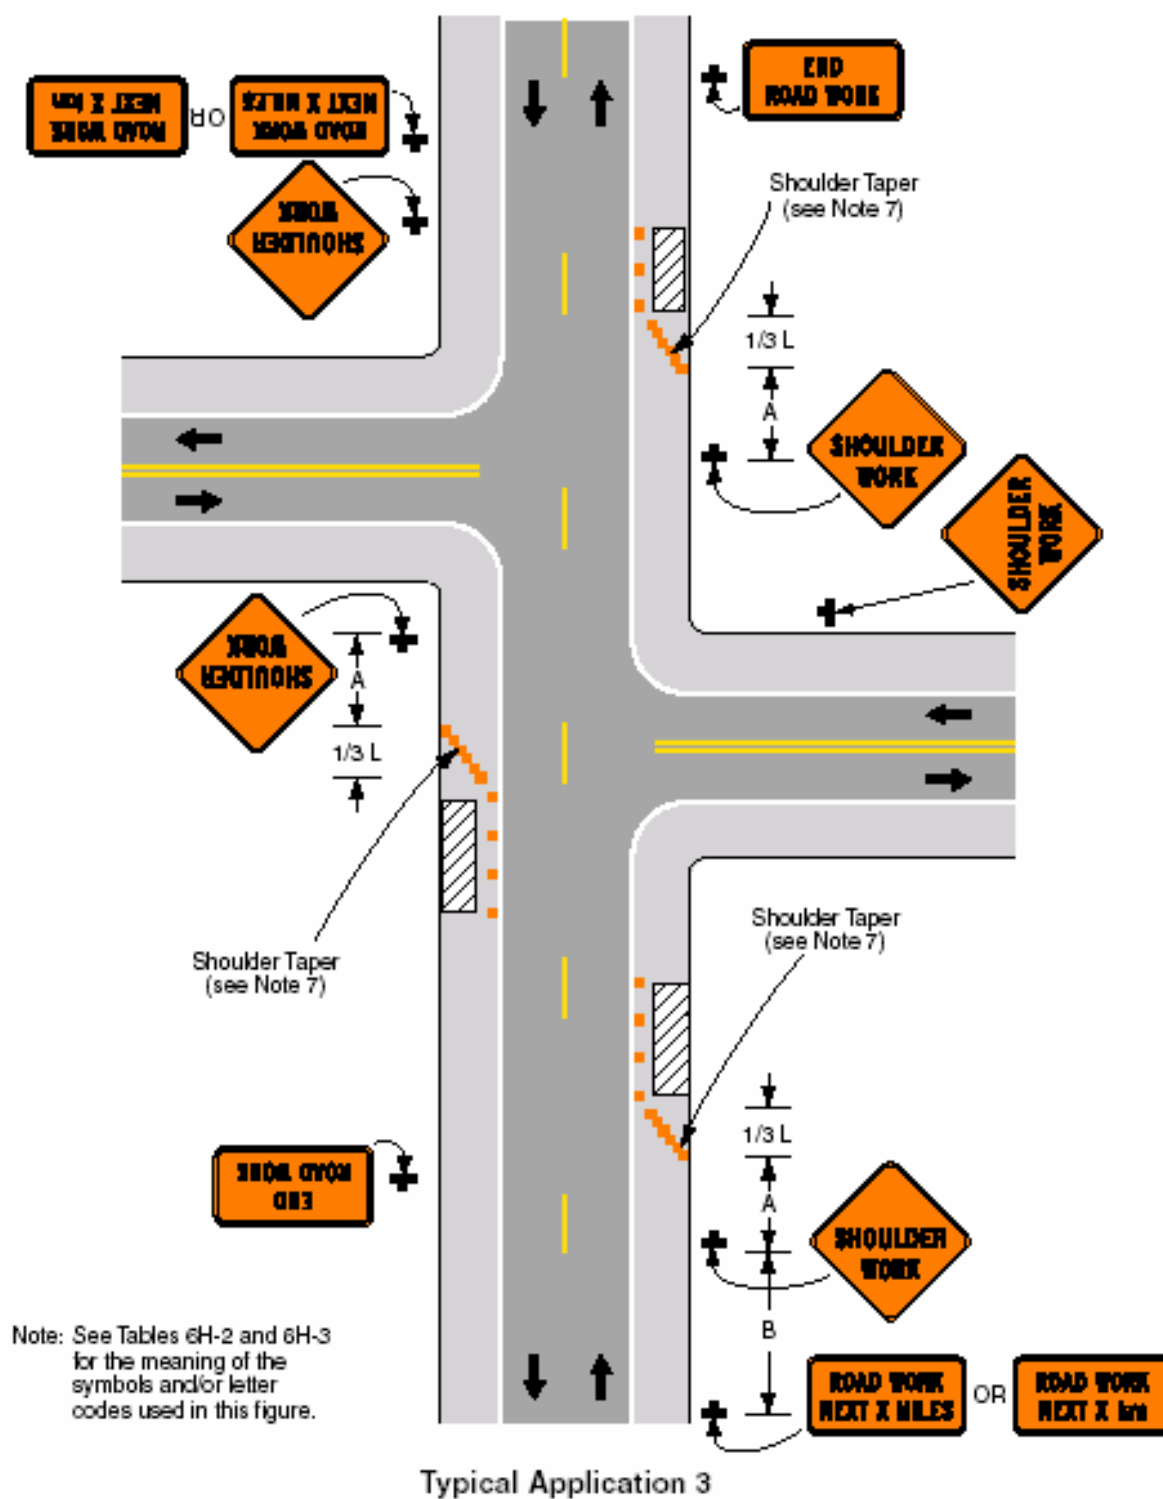 END
ROAD WORK
ROAD WORK
NEXT X km
OR
ROAD WORK
NEXT X MILES
SHOULDER
WORK
Shoulder Taper
(see Note 7)
1/3 L
A
SHOULDER
WORK
SHOULDER
WORK
SHOULDER
WORK
A
1/3 L
Shoulder Taper
(see Note 7)
Shoulder Taper
(see Note 7)
1/3 L
A
END
ROAD WORK
SHOULDER
WORK
B
Note: See Tables 6H-2 and 6H-3
for the meaning of the
symbols and/or letter
codes used in this figure.
ROAD WORK
NEXT X MILES
OR
ROAD WORK
NEXT X km
Typical Application 3